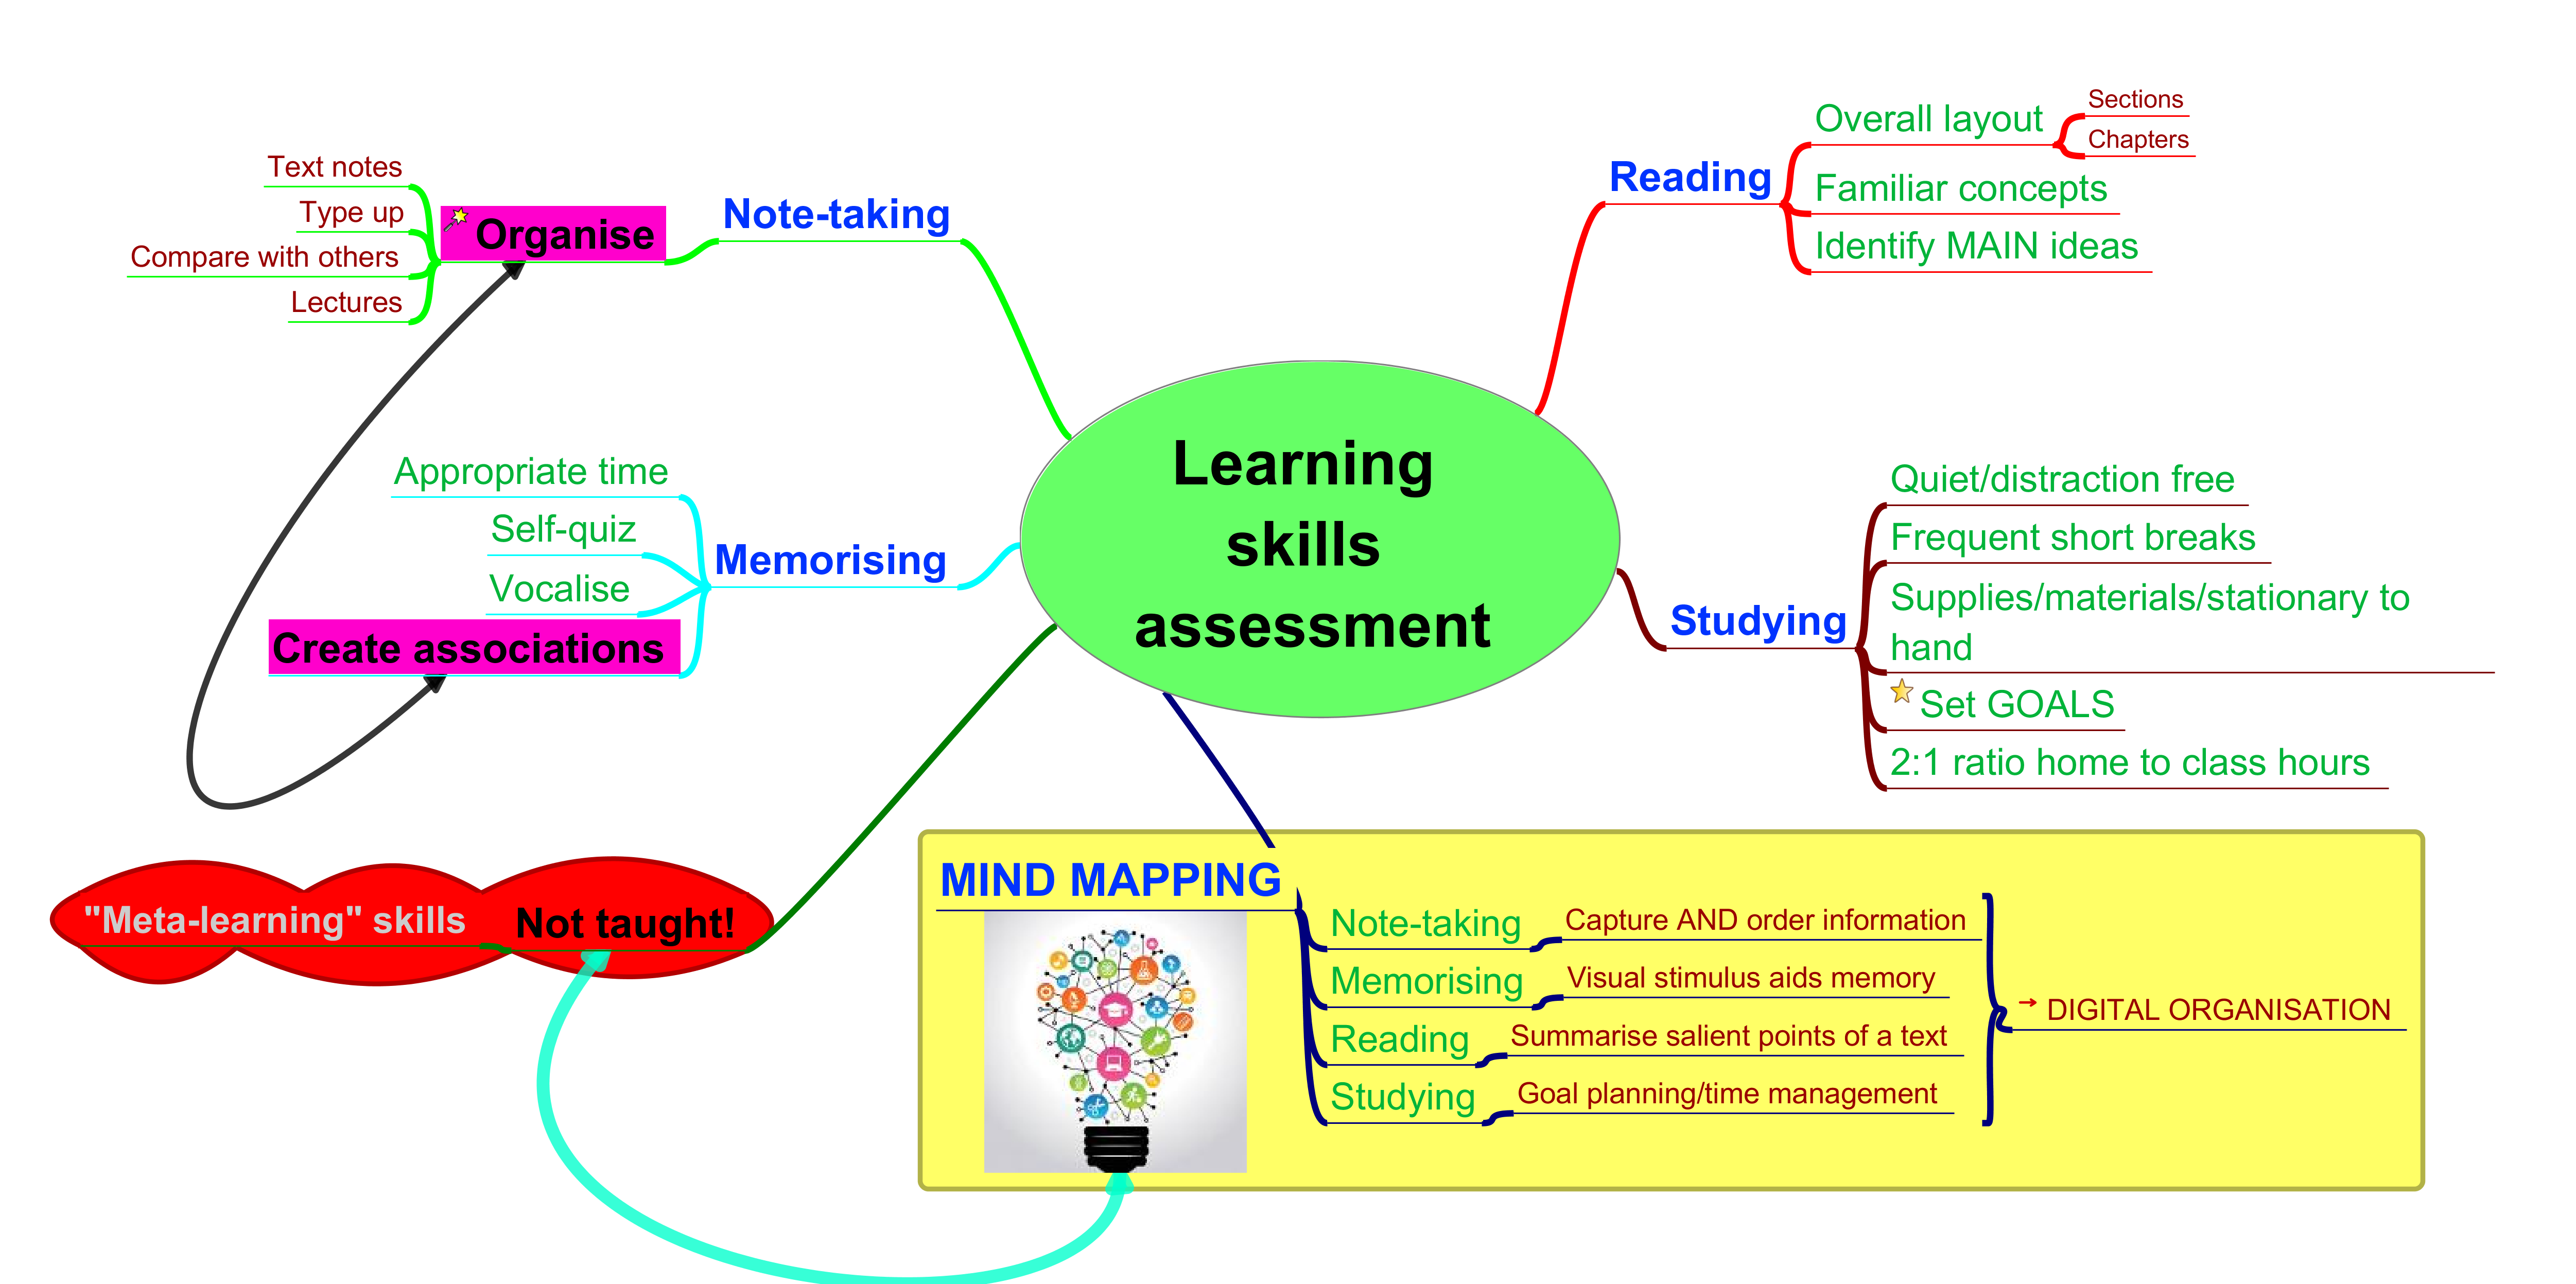 Learning
skills
assessment
Note-taking
Organise
Text notes
Type up
Compare with others
Lectures
Memorising
Appropriate time
Self-quiz
Vocalise
Create associations
Not taught!
"Meta-learning" skills
Reading
Overall layout
Sections
Chapters
Familiar concepts
Identify MAIN ideas
Studying
Quiet/distraction free
Frequent short breaks
Supplies/materials/stationary to
hand
Set GOALS
2:1 ratio home to class hours
MIND MAPPING
Note-taking
Capture AND order information
Memorising
Visual stimulus aids memory
Reading
Summarise salient points of a text
Studying
Goal planning/time management
→ DIGITAL ORGANISATION